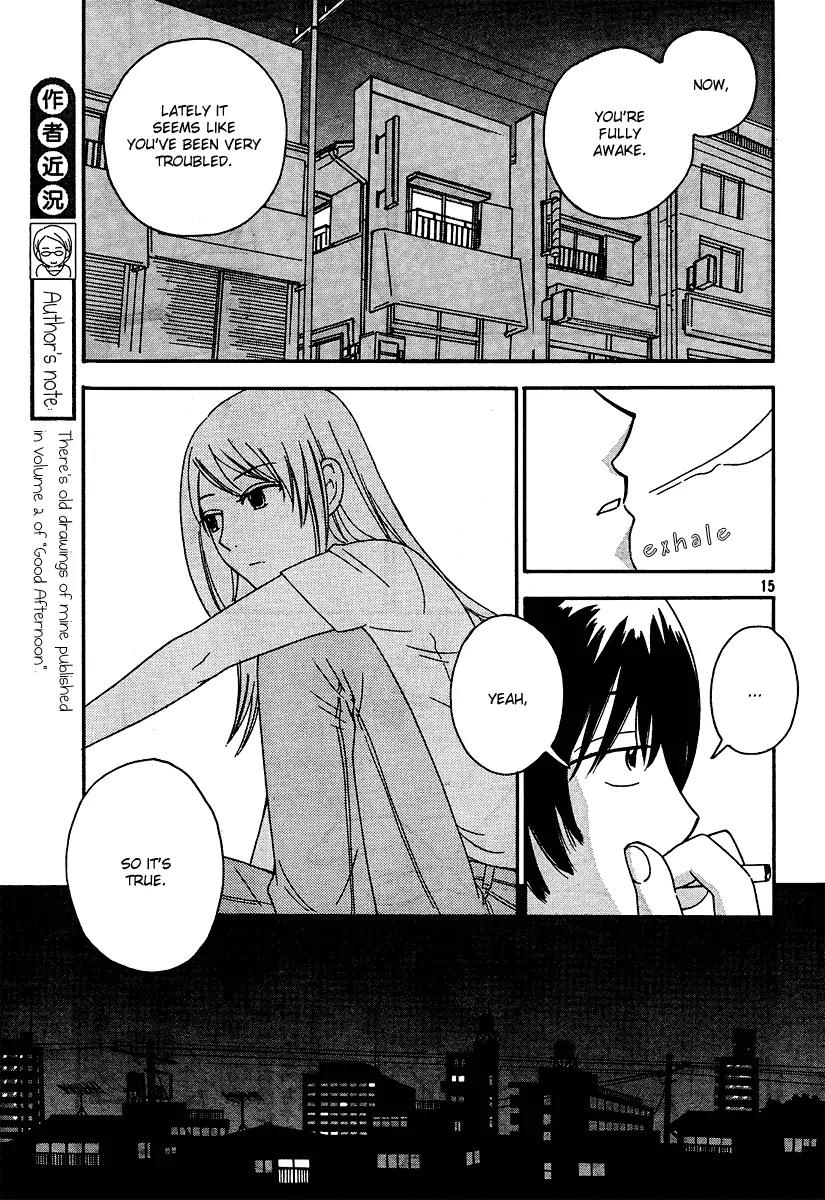 NOW,
YOU'RE
FULLY
AWAKE.
LATELY IT
SEEMS LIKE
YOU'VE BEEN VERY
TROUBLED.
exhale
15
...
YEAH,
SO IT'S
TRUE.
作者近況
Author's note:
There's old drawings of mine published
in volume 2 of "Good Afternoon".